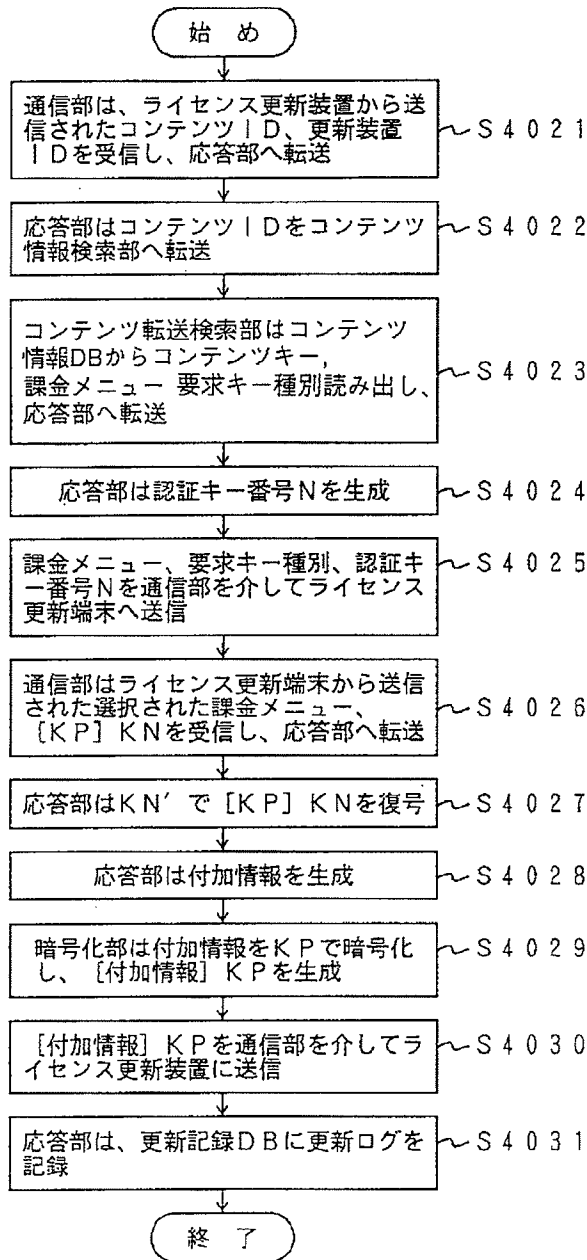 始 め
通信部は、ライセンス更新装置から送
信されたコンテンツID、更新装置
IDを受信し、応答部へ転送
S4021
応答部はコンテンツIDをコンテンツ
情報検索部へ転送
S4022
コンテンツ転送検索部はコンテンツ
情報DBからコンテンツキー,
課金メニュー 要求キー種別読み出し、
応答部へ転送
S4023
応答部は認証キー番号Nを生成
S4024
課金メニュー、要求キー種別、認証キ
ー番号Nを通信部を介してライセンス
更新端末へ送信
S4025
通信部はライセンス更新端末から送信
された選択された課金メニュー、
[KP] KNを受信し、応答部へ転送
S4026
応答部はKN′で[KP] KNを復号
S4027
応答部は付加情報を生成
S4028
暗号化部は付加情報をKPで暗号化
し、[付加情報] KPを生成
S4029
[付加情報] KPを通信部を介してラ
イセンス更新装置に送信
S4030
応答部は、更新記録DBに更新ログを
記録
S4031
終 了